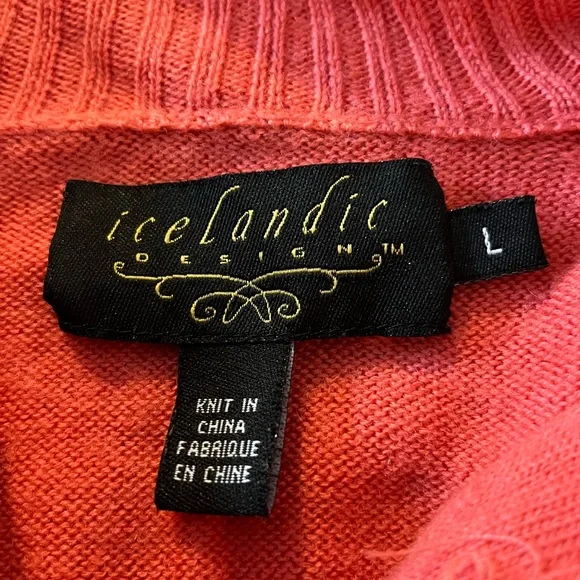 icelandic
DESIGN™
L
KNIT IN
CHINA
FABRIQUE
EN CHINE